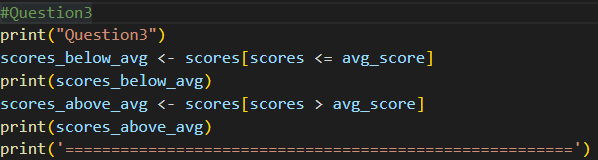 #Question3
print("Question3")
scores_below_avg <- scores[scores <= avg_score]
print(scores_below_avg)
scores_above_avg <- scores[scores > avg_score]
print(scores_above_avg)
print('=======================================================')